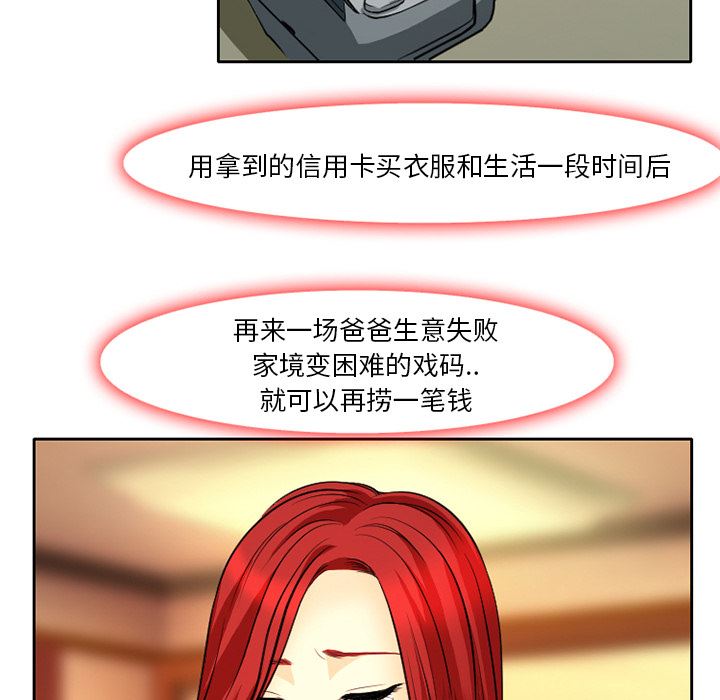 用拿到的信用卡买衣服和生活一段时间后
再来一场爸爸生意失败
家境变困难的戏码..
就可以再捞一笔钱